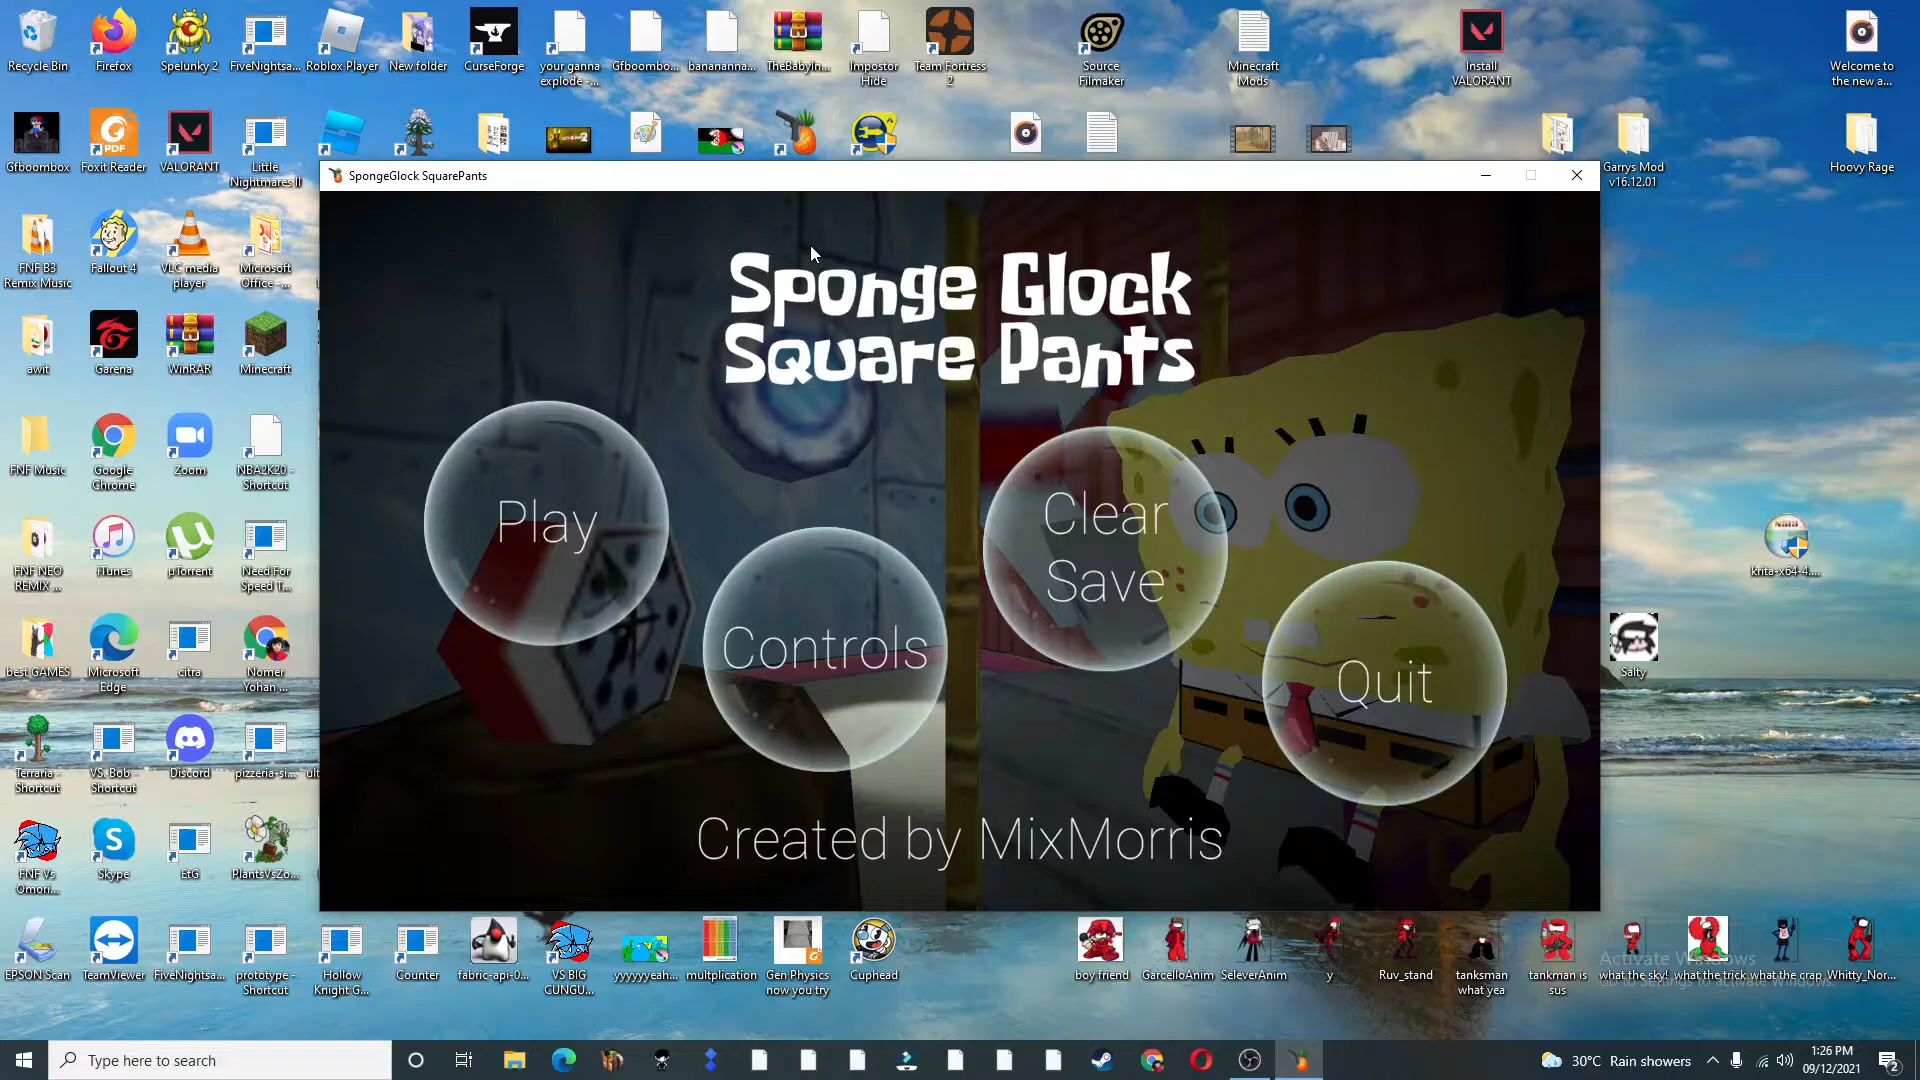 Recycle Bin
Firefox
Spelunky 2
FiveNightsa...
Roblox Player
New folder
CurseForge
your ganna
explode -...
Gfboombo...
banananna...
TheBabyIn...
Impostor
Hide
Team Fortress
2
Source
Filmaker
Minecraft
Mods
Install
VALORANT
Welcome to
the new a...
Gfboombox
Foxit Reader
VALORANT
Little
Nightmares II
Garrys Mod
v16.12.01
Hoovy Rage
SpongeGlock SquarePants
Sponge Glock
Square Pants
Play
Controls
Clear
Save
Quit
Created by MixMorris
FNF B3
Remix Music
Fallout 4
VLC media
player
Microsoft
Office -...
awit
Garena
WinRAR
Minecraft
FNF Music
Google
Chrome
Zoom
NBA2K20 -
Shortcut
FNF NEO
REMIX ...
iTunes
µTorrent
Need For
Speed T...
krita-x64-4....
best GAMES
Microsoft
Edge
citra
Nomer
Yohan ...
Salty
Terraria -
Shortcut
VS. Bob -
Shortcut
Discord
pizzeria-si...
ult
FNF Vs
Omori...
Skype
EtG
PlantsVsZo...
EPSON Scan
TeamViewer
FiveNightsa...
prototype -
Shortcut
Hollow
Knight G...
Counter
fabric-api-0...
VS BIG
CUNGU...
yyyyyyeah...
multplication
Gen Physics
now you try
Cuphead
boy friend
GarcelloAnim
SeleverAnim
y
Ruv_stand
tanksman
what yea
tankman is
sus
what the sky!
what the trick
what the crap
Whitty_Nor...
Activate Windows
Go to Settings to activate Windows.
Type here to search
30°C Rain showers
1:26 PM
09/12/2021
2